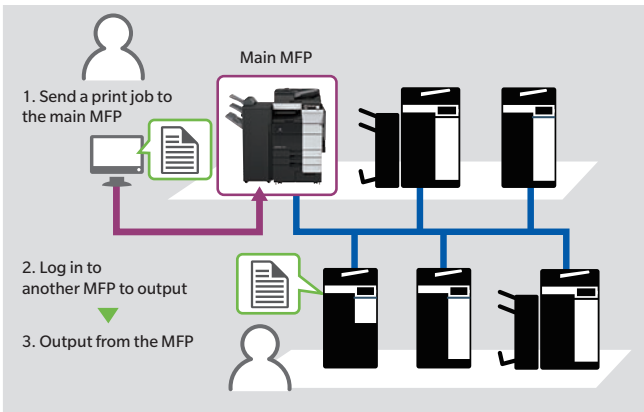 Main MFP
1. Send a print job to
the main MFP
2. Log in to
another MFP to output
3. Output from the MFP